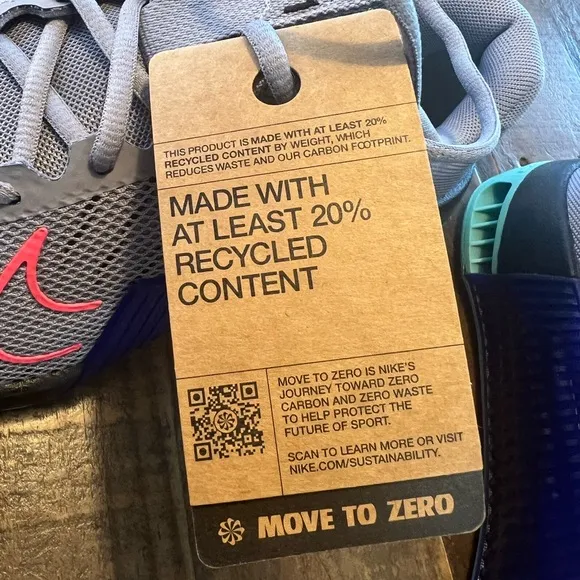 THIS PRODUCT IS MADE WITH AT LEAST 20%
RECYCLED CONTENT BY WEIGHT, WHICH
REDUCES WASTE AND OUR CARBON FOOTPRINT.
MADE WITH
AT LEAST 20%
RECYCLED
CONTENT
MOVE TO ZERO IS NIKE'S
JOURNEY TOWARD ZERO
CARBON AND ZERO WASTE
TO HELP PROTECT THE
FUTURE OF SPORT.
SCAN TO LEARN MORE OR VISIT
NIKE.COM/SUSTAINABILITY.
MOVE TO ZERO